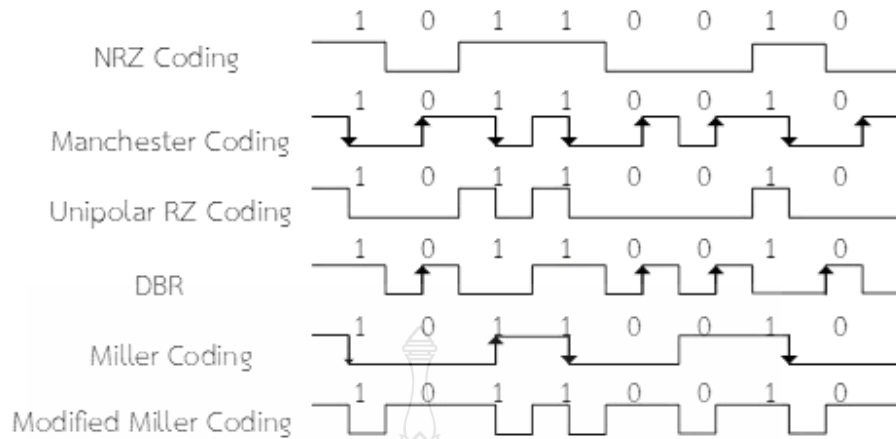 1 0 1 1 0 0 1 0
NRZ Coding
1 0 1 1 0 0 1 0
Manchester Coding
1 0 1 1 0 0 1 0
Unipolar RZ Coding
1 0 1 1 0 0 1 0
DBR
1 0 1 1 0 0 1 0
Miller Coding
1 0 1 1 0 0 1 0
Modified Miller Coding